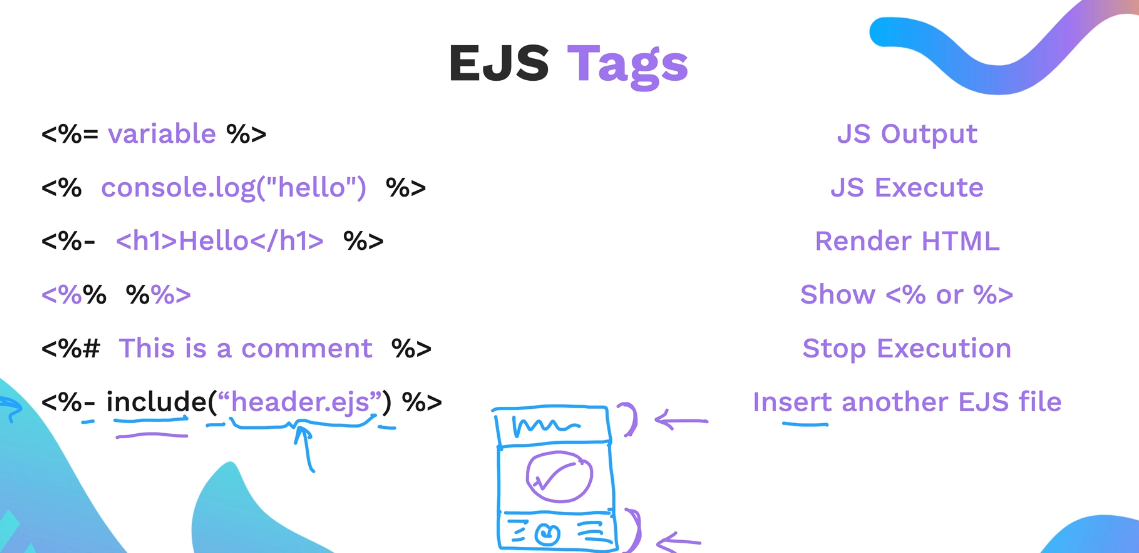 EJS Tags
<%= variable %> JS Output
<% console.log("hello") %> JS Execute
<%- <h1>Hello</h1> %> Render HTML
<%% %%> Show <% or %>
<%# This is a comment %> Stop Execution
<%- include(“header.ejs”) %> Insert another EJS file